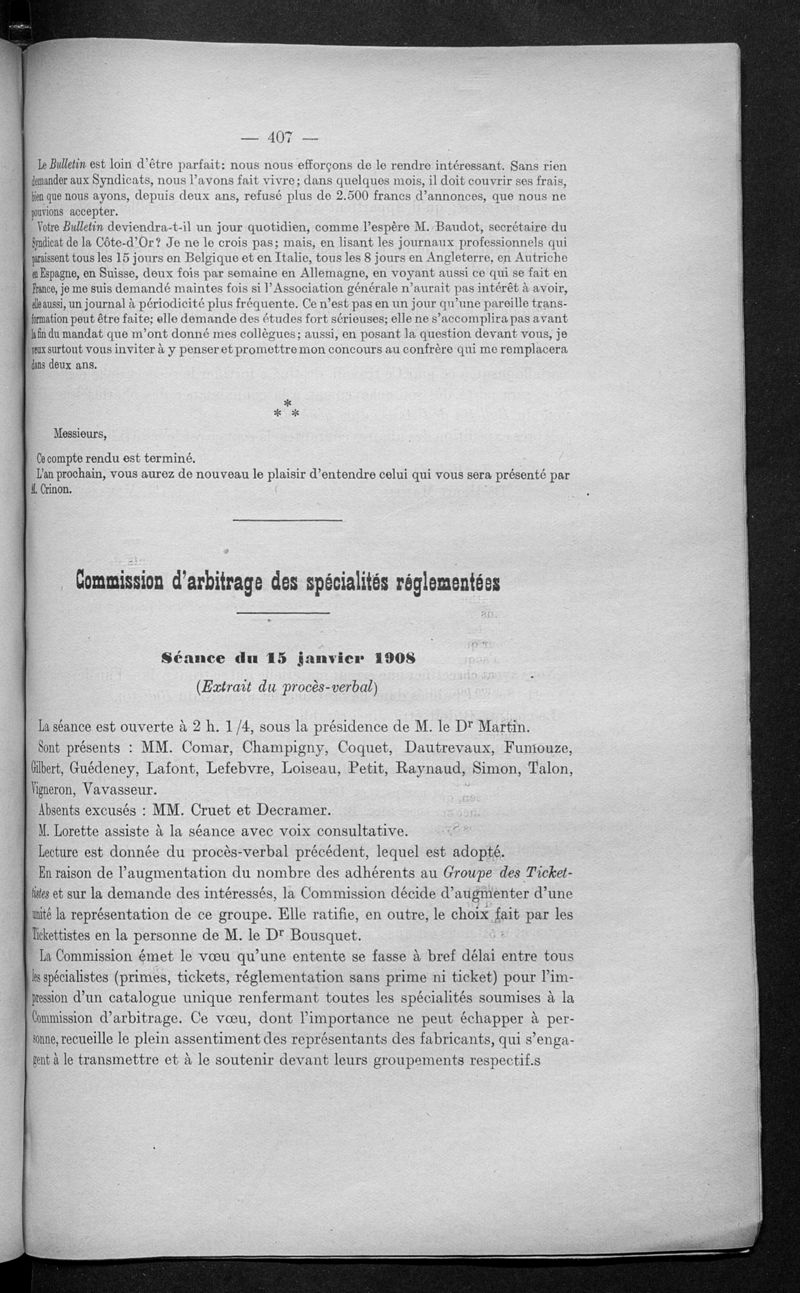 — 407 —
Le Bulletin est loin d'être parfait; nous nous efforçons de le rendre intéressant. Sans rien
demander aux Syndicats, nous l'avons fait vivre; dans quelques mois, il doit couvrir ses frais,
bien que nous ayons, depuis deux ans, refusé plus de 2.500 francs d'annonces, que nous ne
pouvions accepter.
Votre Bulletin deviendra-t-il un jour quotidien, comme l'espère M. Baudot, secrétaire du
Syndicat de la Côte-d'Or? Je ne le crois pas; mais, en lisant les journaux professionnels qui
paraissent tous les 15 jours en Belgique et en Italie, tous les 8 jours en Angleterre, en Autriche
en Espagne, en Suisse, deux fois par semaine en Allemagne, en voyant aussi ce qui se fait en
France, je me suis demandé maintes fois si l'Association générale n'aurait pas intérêt à avoir,
elle aussi, un journal à périodicité plus fréquente. Ce n'est pas en un jour qu'une pareille trans-
formation peut être faite; elle demande des études fort sérieuses; elle ne s'accomplira pas avant
la fin du mandat que m'ont donné mes collègues; aussi, en posant la question devant vous, je
veux surtout vous inviter à y penser et promettre mon concours au confrère qui me remplacera
dans deux ans.
*
* *
Messieurs,
Ce compte rendu est terminé.
L'an prochain, vous aurez de nouveau le plaisir d'entendre celui qui vous sera présenté par
M. Crinon.
Commission d'arbitrage des spécialités réglementées
Séance du 15 janvier 1908
(Extrait du procès-verbal)
La séance est ouverte à 2 h. 1/4, sous la présidence de M. le Dr Martin.
Sont présents : MM. Comar, Champigny, Coquet, Dautrevaux, Fumouze,
Gilbert, Guédeney, Lafont, Lefebvre, Loiseau, Petit, Raynaud, Simon, Talon,
Vigneron, Vavasseur.
Absents excusés : MM. Cruet et Decramer.
M. Lorette assiste à la séance avec voix consultative.
Lecture est donnée du procès-verbal précédent, lequel est adopté.
En raison de l'augmentation du nombre des adhérents au Groupe des Ticket-
tistes et sur la demande des intéressés, la Commission décide d'augmenter d'une
unité la représentation de ce groupe. Elle ratifie, en outre, le choix fait par les
Tickettistes en la personne de M. le Dr Bousquet.
La Commission émet le vœu qu'une entente se fasse à bref délai entre tous
les spécialistes (primes, tickets, réglementation sans prime ni ticket) pour l'im-
pression d'un catalogue unique renfermant toutes les spécialités soumises à la
Commission d'arbitrage. Ce vœu, dont l'importance ne peut échapper à per-
sonne, recueille le plein assentiment des représentants des fabricants, qui s'enga-
gent à le transmettre et à le soutenir devant leurs groupements respectif.s